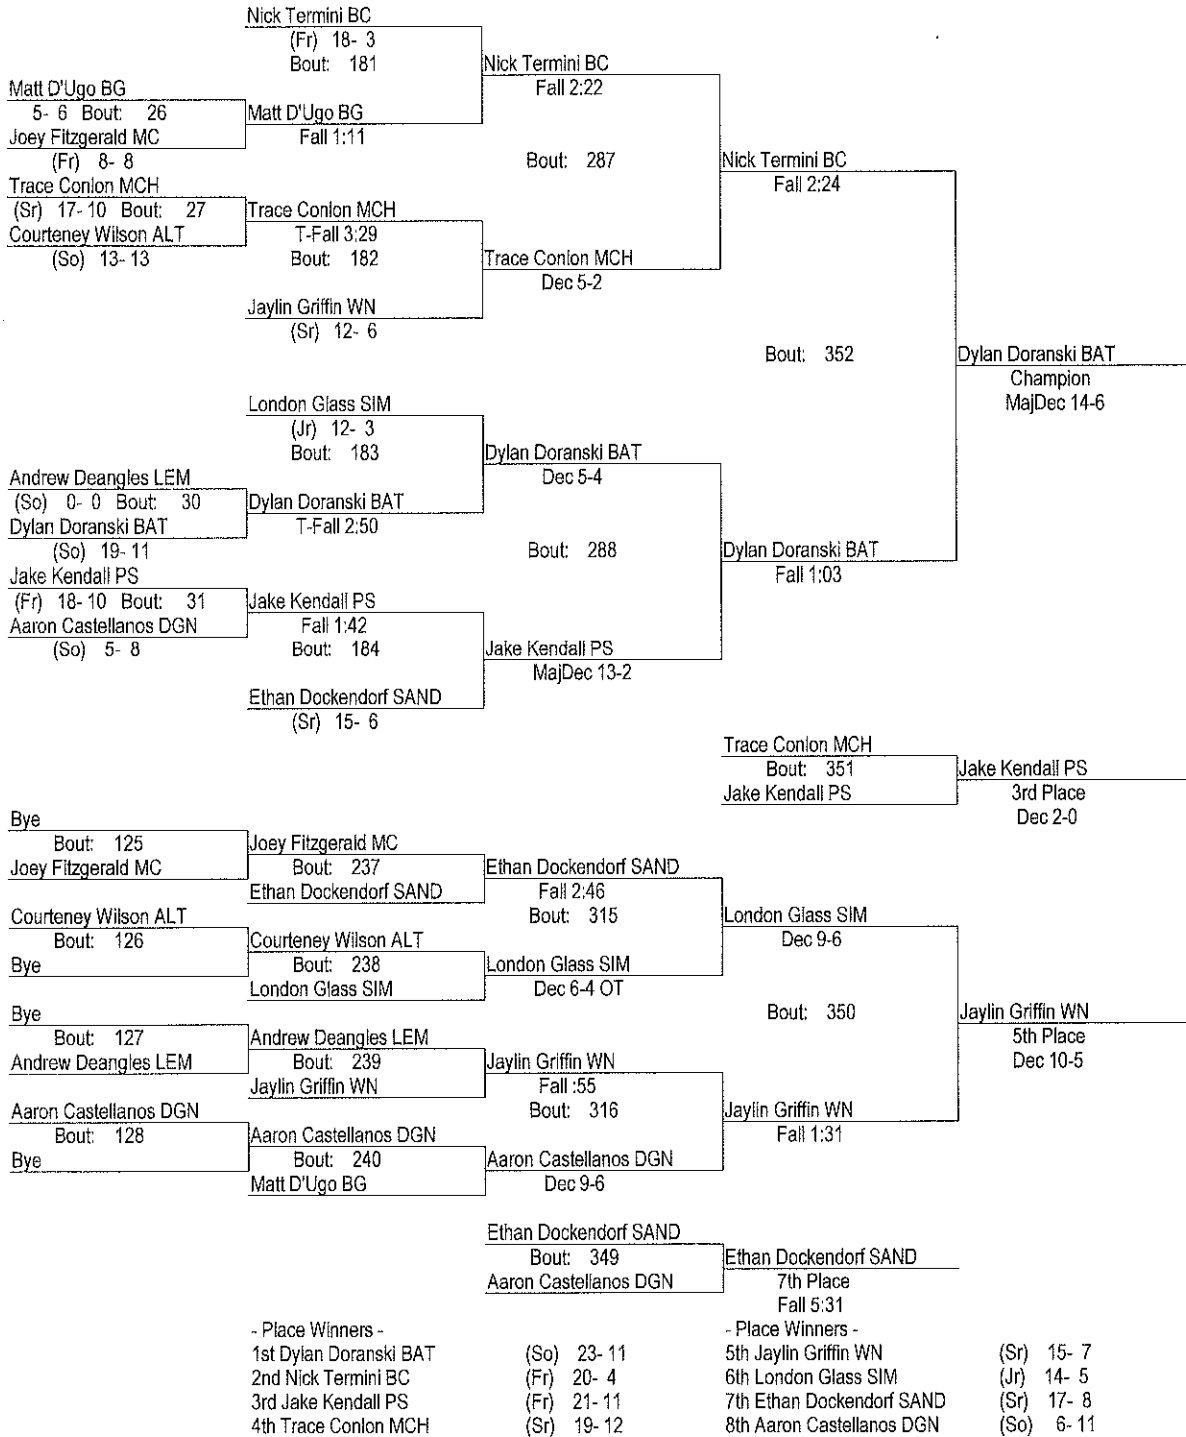 Nick Termini BC
(Fr) 18- 3
Bout: 181
Nick Termini BC
Fall 2:22
Matt D'Ugo BG
5- 6 Bout: 26
Matt D'Ugo BG
Fall 1:11
Joey Fitzgerald MC
(Fr) 8- 8
Bout: 287
Nick Termini BC
Fall 2:24
Trace Conlon MCH
(Sr) 17- 10 Bout: 27
Trace Conlon MCH
T-Fall 3:29
Courteney Wilson ALT
(So) 13- 13
Bout: 182
Trace Conlon MCH
Dec 5-2
Jaylin Griffin WN
(Sr) 12- 6
Bout: 352
Dylan Doranski BAT
Champion
MajDec 14-6
London Glass SIM
(Jr) 12- 3
Bout: 183
Dylan Doranski BAT
Dec 5-4
Andrew Deangles LEM
(So) 0- 0 Bout: 30
Dylan Doranski BAT
T-Fall 2:50
Dylan Doranski BAT
(So) 19- 11
Bout: 288
Dylan Doranski BAT
Fall 1:03
Jake Kendall PS
(Fr) 18- 10 Bout: 31
Jake Kendall PS
Fall 1:42
Aaron Castellanos DGN
(So) 5- 8
Bout: 184
Jake Kendall PS
MajDec 13-2
Ethan Dockendorf SAND
(Sr) 15- 6
Trace Conlon MCH
Bout: 351
Jake Kendall PS
Jake Kendall PS
3rd Place
Dec 2-0
Bye
Bout: 125
Joey Fitzgerald MC
Joey Fitzgerald MC
Bout: 237
Ethan Dockendorf SAND
Ethan Dockendorf SAND
Fall 2:46
Bout: 315
Courteney Wilson ALT
Bout: 126
Bye
Courteney Wilson ALT
Bout: 238
London Glass SIM
London Glass SIM
Dec 6-4 OT
London Glass SIM
Dec 9-6
Bye
Bout: 127
Andrew Deangles LEM
Andrew Deangles LEM
Bout: 239
Jaylin Griffin WN
Jaylin Griffin WN
Fall :55
Bout: 316
Bout: 350
Jaylin Griffin WN
5th Place
Dec 10-5
Aaron Castellanos DGN
Bout: 128
Bye
Aaron Castellanos DGN
Bout: 240
Matt D'Ugo BG
Aaron Castellanos DGN
Dec 9-6
Jaylin Griffin WN
Fall 1:31
Ethan Dockendorf SAND
Bout: 349
Aaron Castellanos DGN
Ethan Dockendorf SAND
7th Place
Fall 5:31
- Place Winners -
1st Dylan Doranski BAT (So) 23- 11
2nd Nick Termini BC (Fr) 20- 4
3rd Jake Kendall PS (Fr) 21- 11
4th Trace Conlon MCH (Sr) 19- 12
- Place Winners -
5th Jaylin Griffin WN (Sr) 15- 7
6th London Glass SIM (Jr) 14- 5
7th Ethan Dockendorf SAND (Sr) 17- 8
8th Aaron Castellanos DGN (So) 6- 11